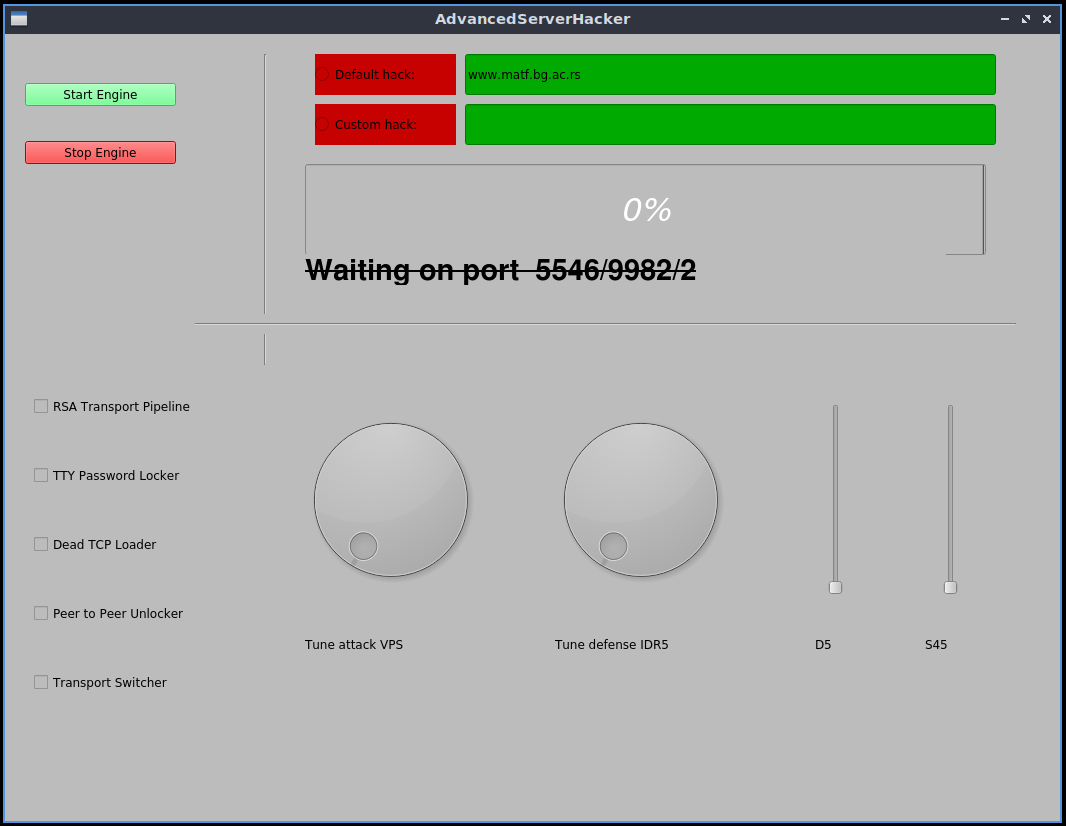 AdvancedServerHacker
Start Engine
Stop Engine
Default hack:
www.matf.bg.ac.rs
Custom hack:
0%
Waiting on port  5546/9982/2
RSA Transport Pipeline
TTY Password Locker
Dead TCP Loader
Peer to Peer Unlocker
Transport Switcher
Tune attack VPS
Tune defense IDR5
D5
S45